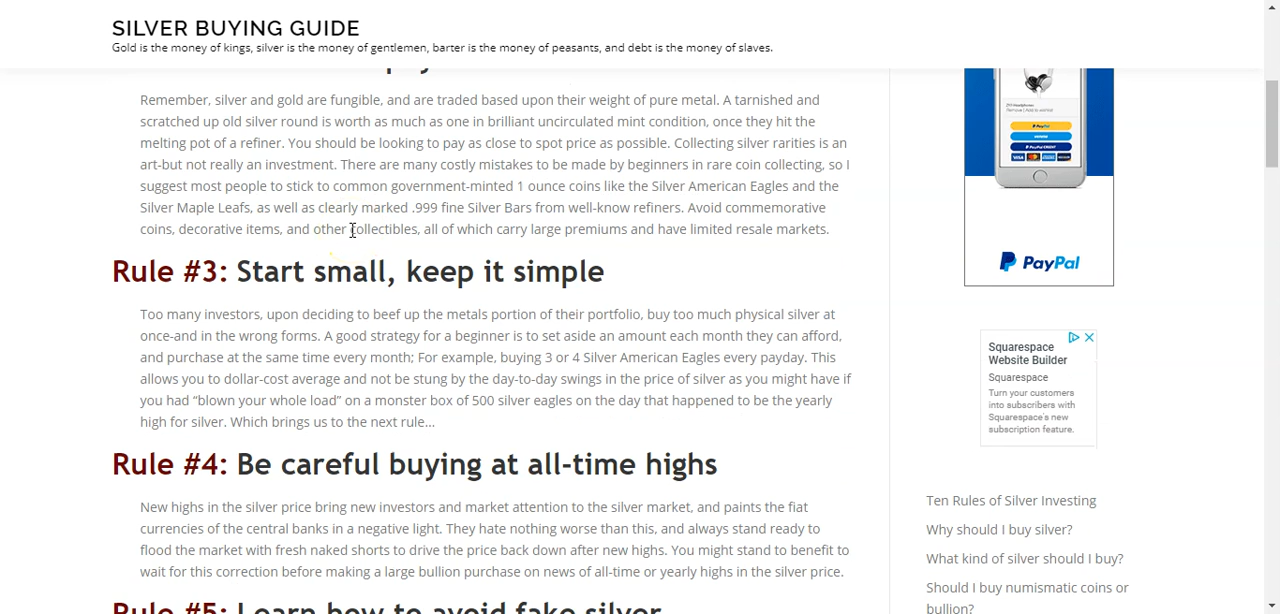 SILVER BUYING GUIDE
Gold is the money of kings, silver is the money of gentlemen, barter is the money of peasants, and debt is the money of slaves.
Remember, silver and gold are fungible, and are traded based upon their weight of pure metal. A tarnished and
scratched up old silver round is worth as much as one in brilliant uncirculated mint condition, once they hit the
melting pot of a refiner. You should be looking to pay as close to spot price as possible. Collecting silver rarities is an
art-but not really an investment. There are many costly mistakes to be made by beginners in rare coin collecting, so I
suggest most people to stick to common government-minted 1 ounce coins like the Silver American Eagles and the
Silver Maple Leafs, as well as clearly marked .999 fine Silver Bars from well-know refiners. Avoid commemorative
coins, decorative items, and other collectibles, all of which carry large premiums and have limited resale markets.
Rule #3: Start small, keep it simple
Too many investors, upon deciding to beef up the metals portion of their portfolio, buy too much physical silver at
once-and in the wrong forms. A good strategy for a beginner is to set aside an amount each month they can afford,
and purchase at the same time every month; For example, buying 3 or 4 Silver American Eagles every payday. This
allows you to dollar-cost average and not be stung by the day-to-day swings in the price of silver as you might have if
you had “blown your whole load” on a monster box of 500 silver eagles on the day that happened to be the yearly
high for silver. Which brings us to the next rule...
Rule #4: Be careful buying at all-time highs
New highs in the silver price bring new investors and market attention to the silver market, and paints the fiat
currencies of the central banks in a negative light. They hate nothing worse than this, and always stand ready to
flood the market with fresh naked shorts to drive the price back down after new highs. You might stand to benefit to
wait for this correction before making a large bullion purchase on news of all-time or yearly highs in the silver price.
Rule #5: Learn how to avoid fake silver
PayPal
PayPal CREDIT
VISA
PayPal
Squarespace
Website Builder
Squarespace
Turn your customers
into subscribers with
Squarespace's new
subscription feature.
Ten Rules of Silver Investing
Why should I buy silver?
What kind of silver should I buy?
Should I buy numismatic coins or
bullion?